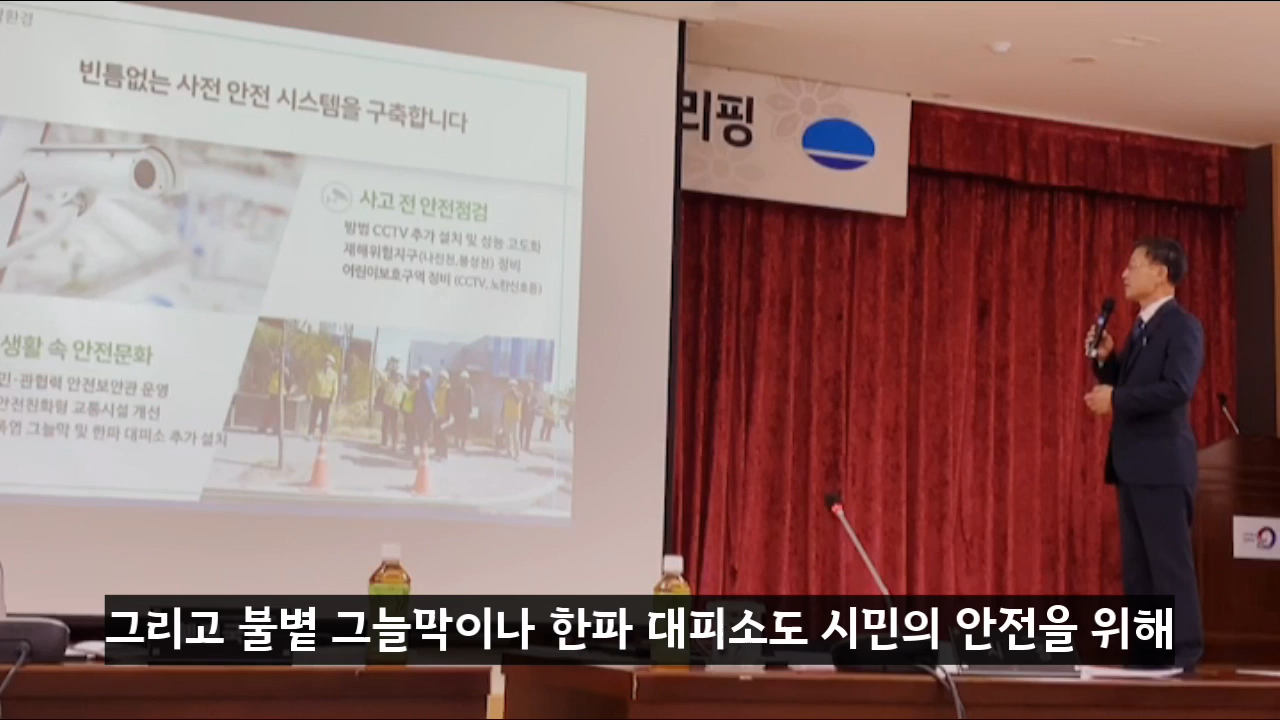 환경
빈틈없는 사전 안전 시스템을 구축합니다
리핑
사고 전 안전점검
방범 CCTV 추가 설치 및 성능 고도화
재해위험지구(나진천,봉성천) 정비
어린이보호구역 정비 (CCTV, 노란신호등)
생활 속 안전문화
민·관협력 안전보안관 운영
안전친화형 교통시설 개선
폭염 그늘막 및 한파 대피소 추가 설치
그리고 불볕 그늘막이나 한파 대피소도 시민의 안전을 위해